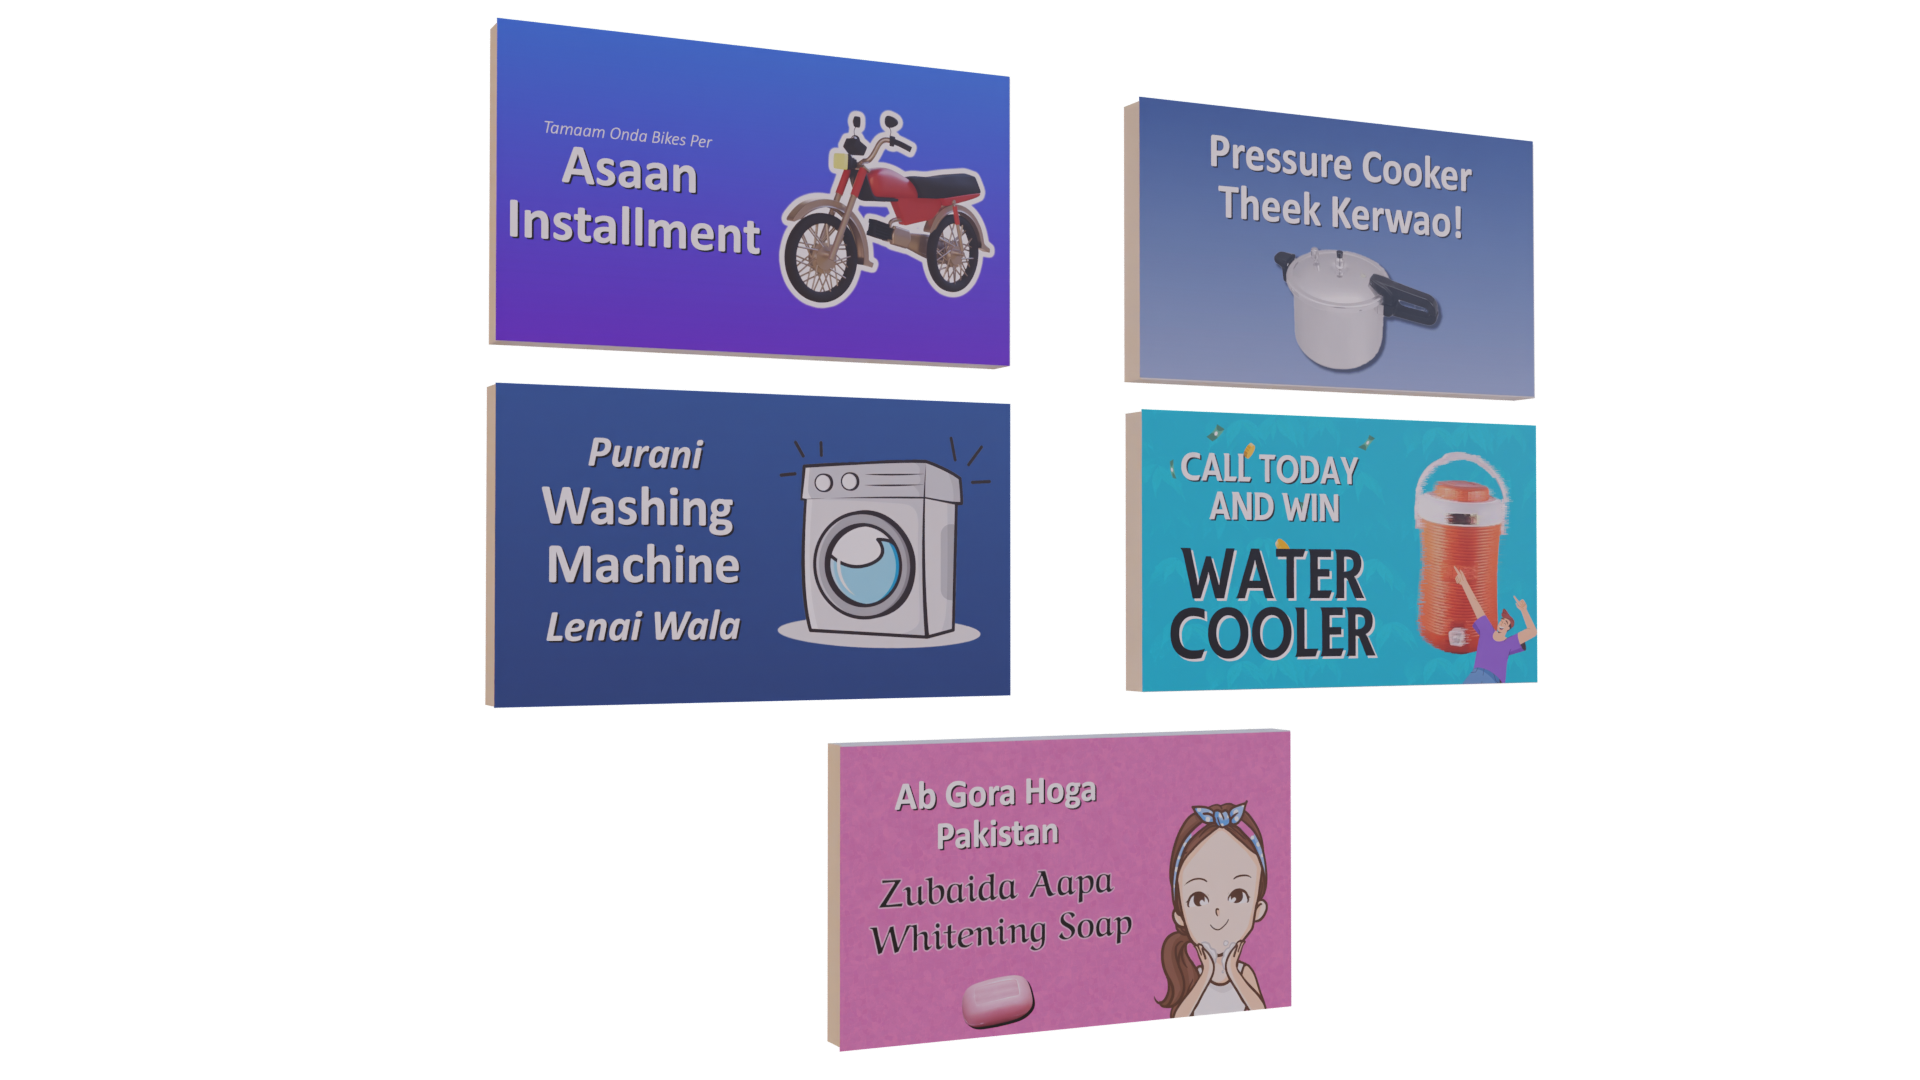 Tamaam Onda Bikes Per
Asaan
Installment
Pressure Cooker
Theek Kerwao!
Purani
Washing
Machine
Lenai Wala
CALL TODAY
AND WIN
WATER
COOLER
Ab Gora Hoga
Pakistan
Zubaida Aapa
Whitening Soap